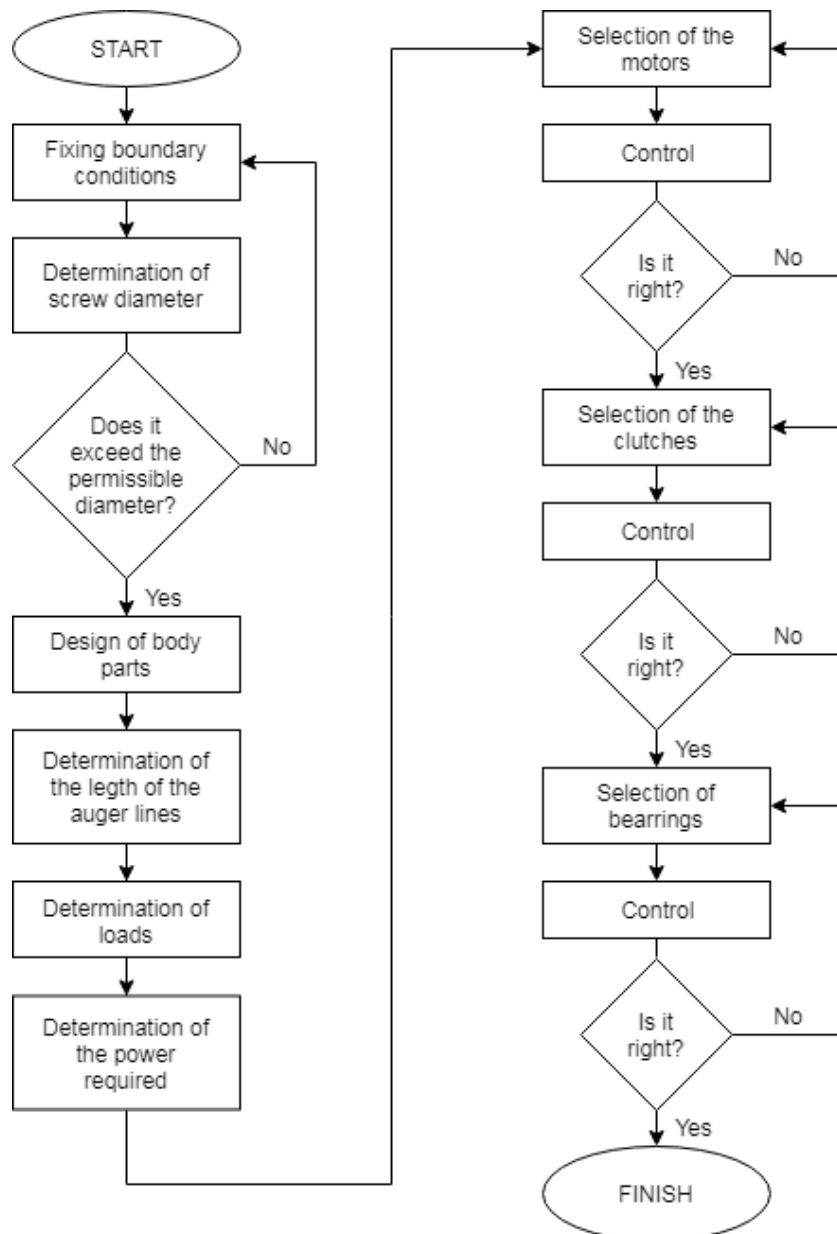 START
Fixing boundary
conditions
Determination of
screw diameter
Does it
exceed the
permissible
diameter?
No
Yes
Design of body
parts
Determination of
the legth of the
auger lines
Determination of
loads
Determination of
the power
required
Selection of the
motors
Control
Is it
right?
No
Yes
Selection of the
clutches
Control
Is it
right?
No
Yes
Selection of
bearrings
Control
Is it
right?
No
Yes
FINISH